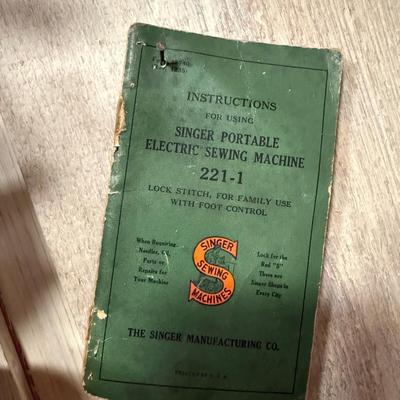 INSTRUCTIONS
FOR USING
SINGER PORTABLE
ELECTRIC SEWING MACHINE
221-1
LOCK STITCH, FOR FAMILY USE
WITH FOOT CONTROL
When Requiring
Needles, Oil,
Parts or
Repairs for
Your Machine
SINGER
SEWING
MACHINES
Look for the
Red "S"
There are
Singer Shops in
Every City
THE SINGER MANUFACTURING CO.
PRINTED IN U. S. A.